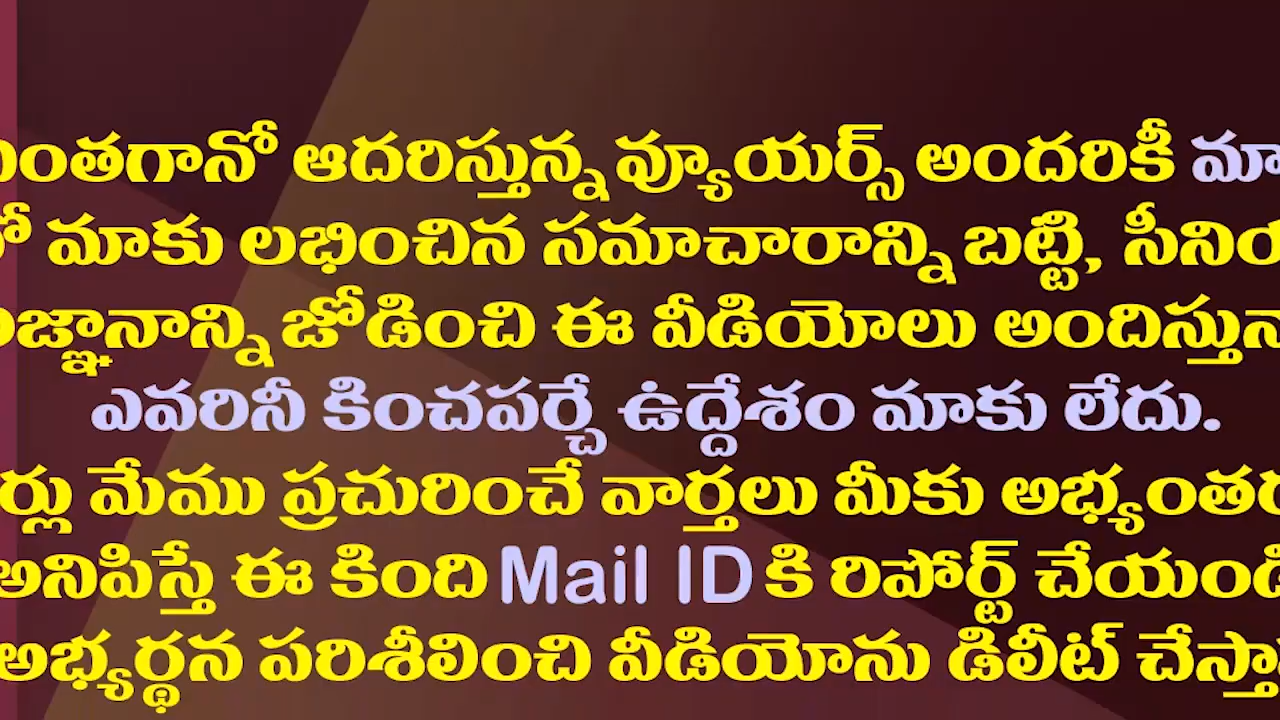 ఆదరిస్తున్న వ్యూయర్స్ అందరికీ మా
మాకు లభించిన సమాచారాన్ని బట్టి, సీనియ
జోడించి ఈ వీడియోలు అందిస్తున్నా
ఎవరినీ కించపర్చే ఉద్దేశం మాకు లేదు.
ర్లు మేము ప్రచురించే వార్తలు మీకు అభ్యంతర
అనిపిస్తే ఈ కింది Mail ID కి రిపోర్ట్ చేయండి
అభ్యర్థన పరిశీలించి వీడియోను డిలీట్ చేస్తా